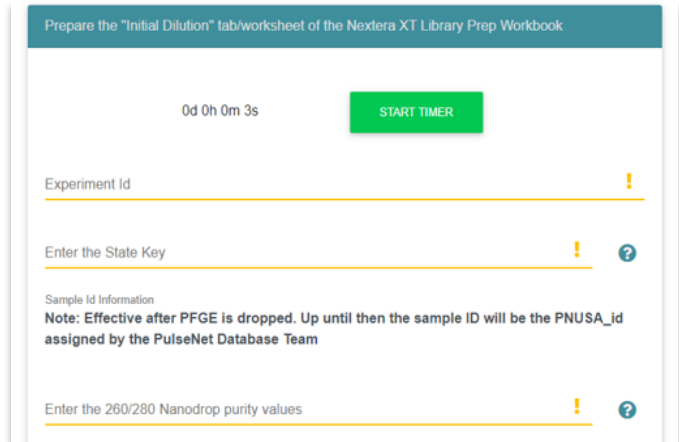 Prepare the "Initial Dilution" tab/worksheet of the Nextera XT Library Prep Workbook
0d 0h 0m 3s
START TIMER
Experiment Id
Enter the State Key
Sample Id Information
Note: Effective after PFGE is dropped. Up until then the sample ID will be the PNUSA_id
assigned by the PulseNet Database Team
Enter the 260/280 Nanodrop purity values